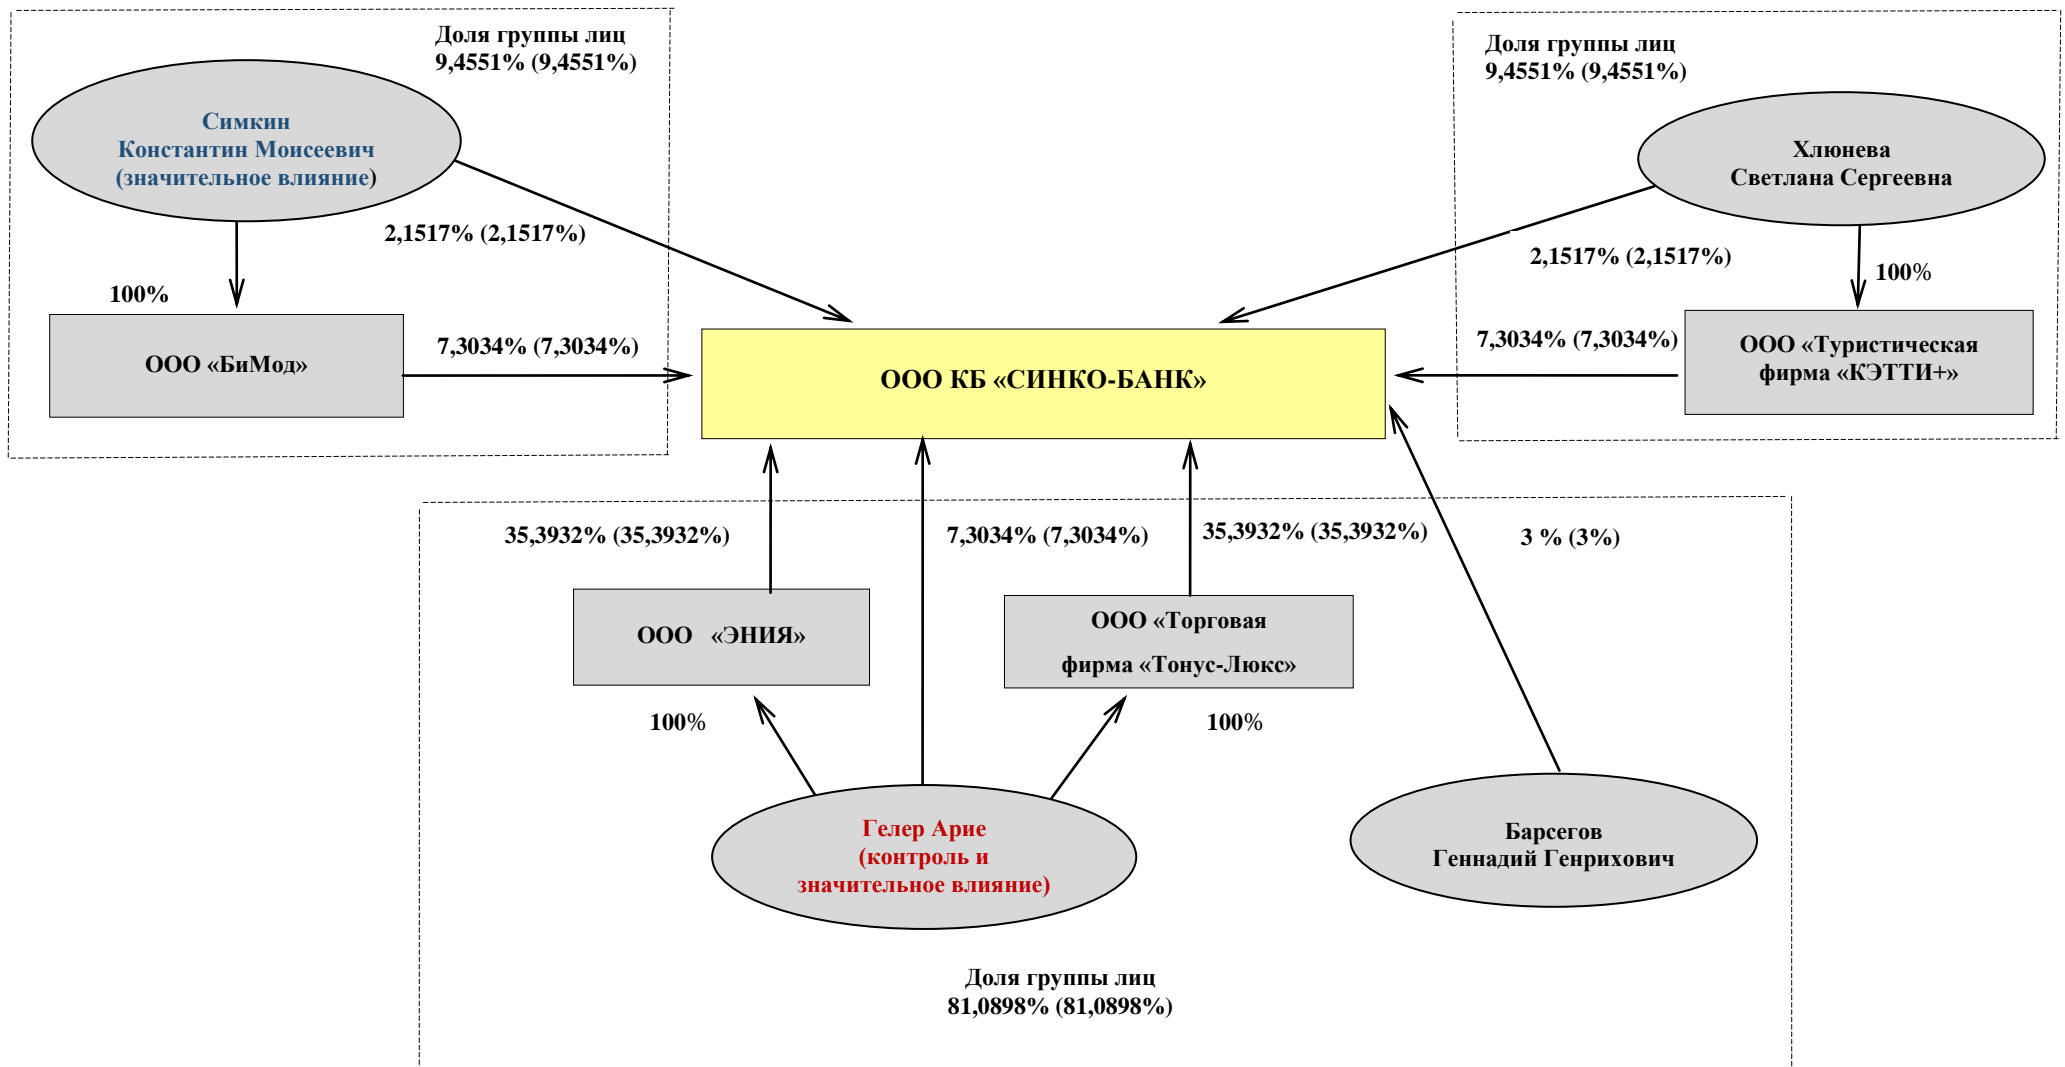 Доля группы лиц
9,4551% (9,4551%)
Симкин
Константин Моисеевич
(значительное влияние)
2,1517% (2,1517%)
100%
ООО «БиМод»
7,3034% (7,3034%)
Доля группы лиц
9,4551% (9,4551%)
Хлюнева
Светлана Сергеевна
2,1517% (2,1517%)
100%
7,3034% (7,3034%)
ООО «Туристическая
фирма «КЭТТИ+»
ООО КБ «СИНКО-БАНК»
35,3932% (35,3932%)
7,3034% (7,3034%)
35,3932% (35,3932%)
3 % (3%)
ООО «ЭНИЯ»
ООО «Торговая
фирма «Тонус-Люкс»
100%
100%
Гелер Арие
(контроль и
значительное влияние)
Барсегов
Геннадий Генрихович
Доля группы лиц
81,0898% (81,0898%)